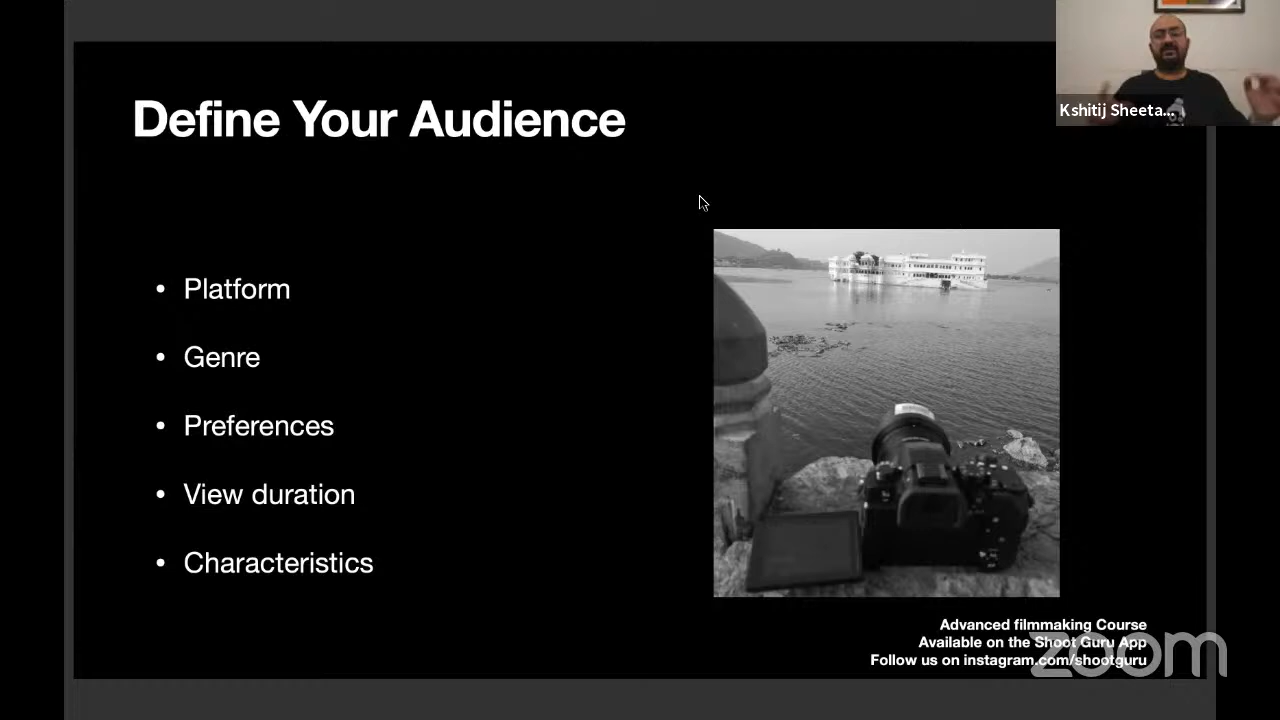 Define Your Audience
Kshitij Sheeta...
• Platform
• Genre
• Preferences
• View duration
• Characteristics
Advanced filmmaking Course
Available on the Shoot Guru App
Follow us on instagram.com/shootguru
zoom